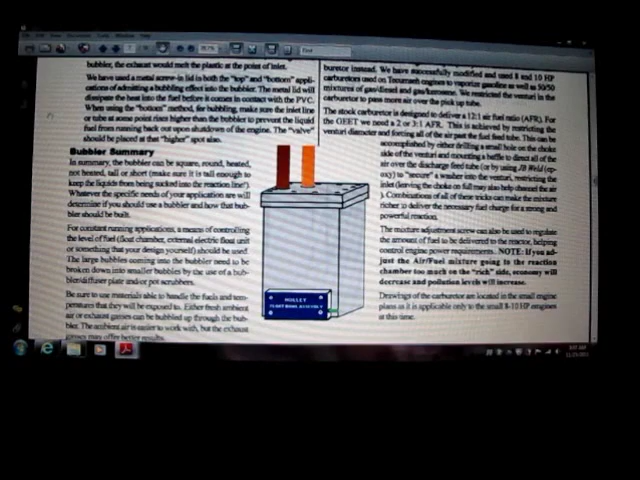 bubbler, the exhaust would melt the plastic at the point of inlet.
We have used a metal screw-in lid in both the "top" and "bottom" appli-
cations of admitting a bubbling effect into the bubbler. The metal lid will
dissipate the heat into the fuel before it comes in contact with the PVC.
When using the "bottom" method, for bubbling, make sure the inlet line
or tube at some point rises higher than the bubbler to prevent the liquid
fuel from running back out upon shutdown of the engine. The "valve"
should be placed at that "higher" spot also.
Bubbler Summary
In summary, the bubbler can be square, round, heated,
not heated, tall or short (make sure it is tall enough to
keep the liquids from being sucked into the reaction line!).
Whatever the specific needs of your application are will
determine if you should use a bubbler and how that bub-
bler should be built.
For constant running applications, a means of controlling
the level of fuel (float chamber, external electric float unit
or something that your design yourself) should be used.
The large bubbles coming into the bubbler need to be
broken down into smaller bubbles by the use of a bub-
bler/diffuser plate and/or pot scrubbers.
Be sure to use materials able to handle the fuels and tem-
peratures that they will be exposed to. Either fresh ambient
air or exhaust gasses can be bubbled up through the bub-
bler. The ambient air is easier to work with, but the exhaust
gasses may offer better results.
HOLLEY
buretor instead. We have successfully modified and used 8 and 10 HP
carburetors used on Tecumseh engines to vaporize gasoline as well as 50/50
mixtures of gas/diesel and gas/kerosene. We restricted the venturi in the
carburetor to pass more air over the pick up tube.
The stock carburetor is designed to deliver a 12:1 air fuel ratio (AFR). For
the GEET we need a 2 or 3:1 AFR. This is achieved by restricting the
venturi diameter and forcing all of the air past the fuel feed tube. This can be
accomplished by either drilling a small hole on the choke
side of the venturi and mounting a baffle to direct all of the
air over the discharge feed tube (or by using JB Weld (ep-
oxy) to "secure" a washer into the venturi, restricting the
inlet (leaving the choke on full may also help channel the air
). Combinations of all of these tricks can make the mixture
richer to deliver the necessary fuel charge for a strong and
powerful reaction.
The mixture adjustment screw can also be used to regulate
the amount of fuel to be delivered to the reactor, helping
control engine power requirements. NOTE: If you ad-
just the Air/Fuel mixture going to the reaction
chamber too much on the "rich" side, economy will
decrease and pollution levels will increase.
Drawings of the carburetor are located in the small engine
plans as it is applicable only to the small 8-10 HP engines
at this time.